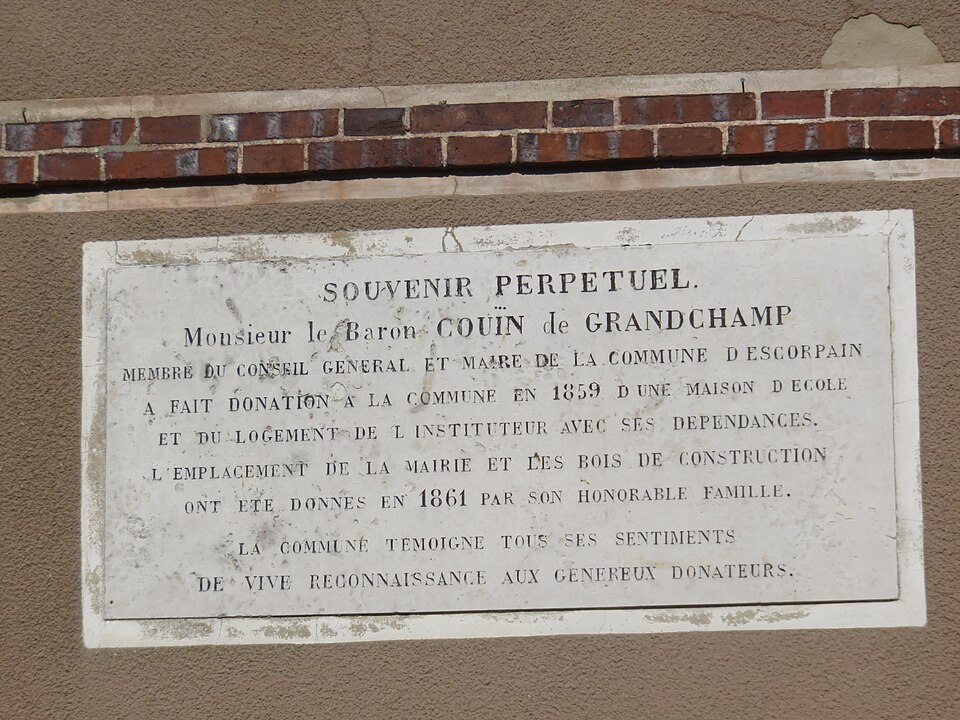 SOUVENIR PERPETUEL.
Monsieur le Baron COUÏN de GRANDCHAMP
MEMBRE DU CONSEIL GENERAL ET MAIRE DE LA COMMUNE D'ESCORPAIN
A FAIT DONATION A LA COMMUNE EN 1859 D'UNE MAISON D'ECOLE
ET DU LOGEMENT DE L'INSTITUTEUR AVEC SES DEPENDANCES.
L'EMPLACEMENT DE LA MAIRIE ET LES BOIS DE CONSTRUCTION
ONT ETE DONNES EN 1861 PAR SON HONORABLE FAMILLE.
LA COMMUNE TEMOIGNE TOUS SES SENTIMENTS
DE VIVE RECONNAISSANCE AUX GENEREUX DONATEURS.